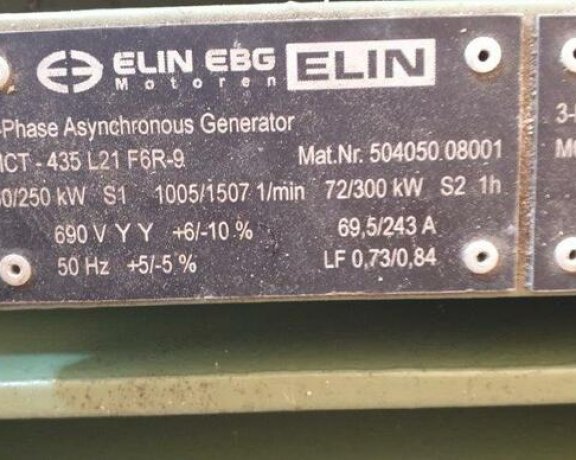 ELIN EBG ELIN
Motoren
-Phase Asynchronous Generator
3-
CT - 435 L21 F6R-9 Mat.Nr. 504050 08001
0/250 kW S1 1005/1507 1/min 72/300 kW S2 1h
690 V Y Y +6/-10 % 69,5/243 A
50 Hz +5/-5 % LF 0,73/0,84